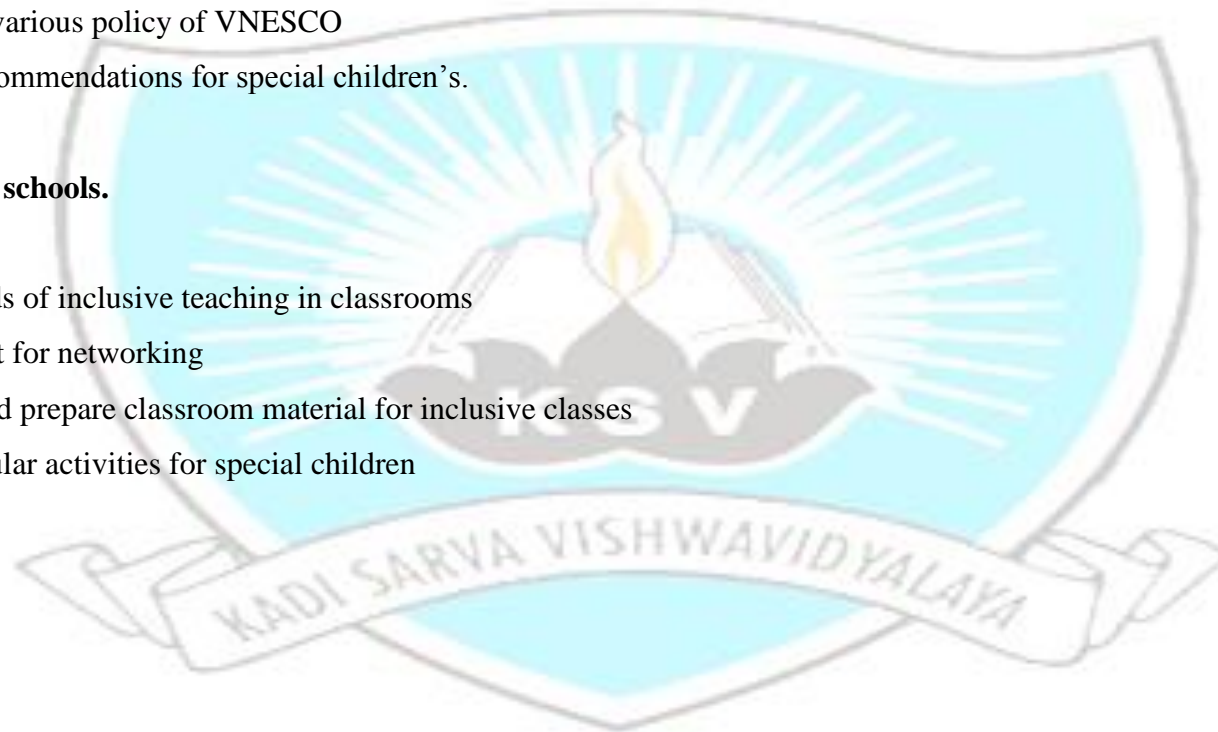 various policy of VNESCO
ommendations for special children’s.
schools.
ls of inclusive teaching in classrooms
t for networking
d prepare classroom material for inclusive classes
lar activities for special children
KSV
KADI SARVA VISHWAVIDYALAYA